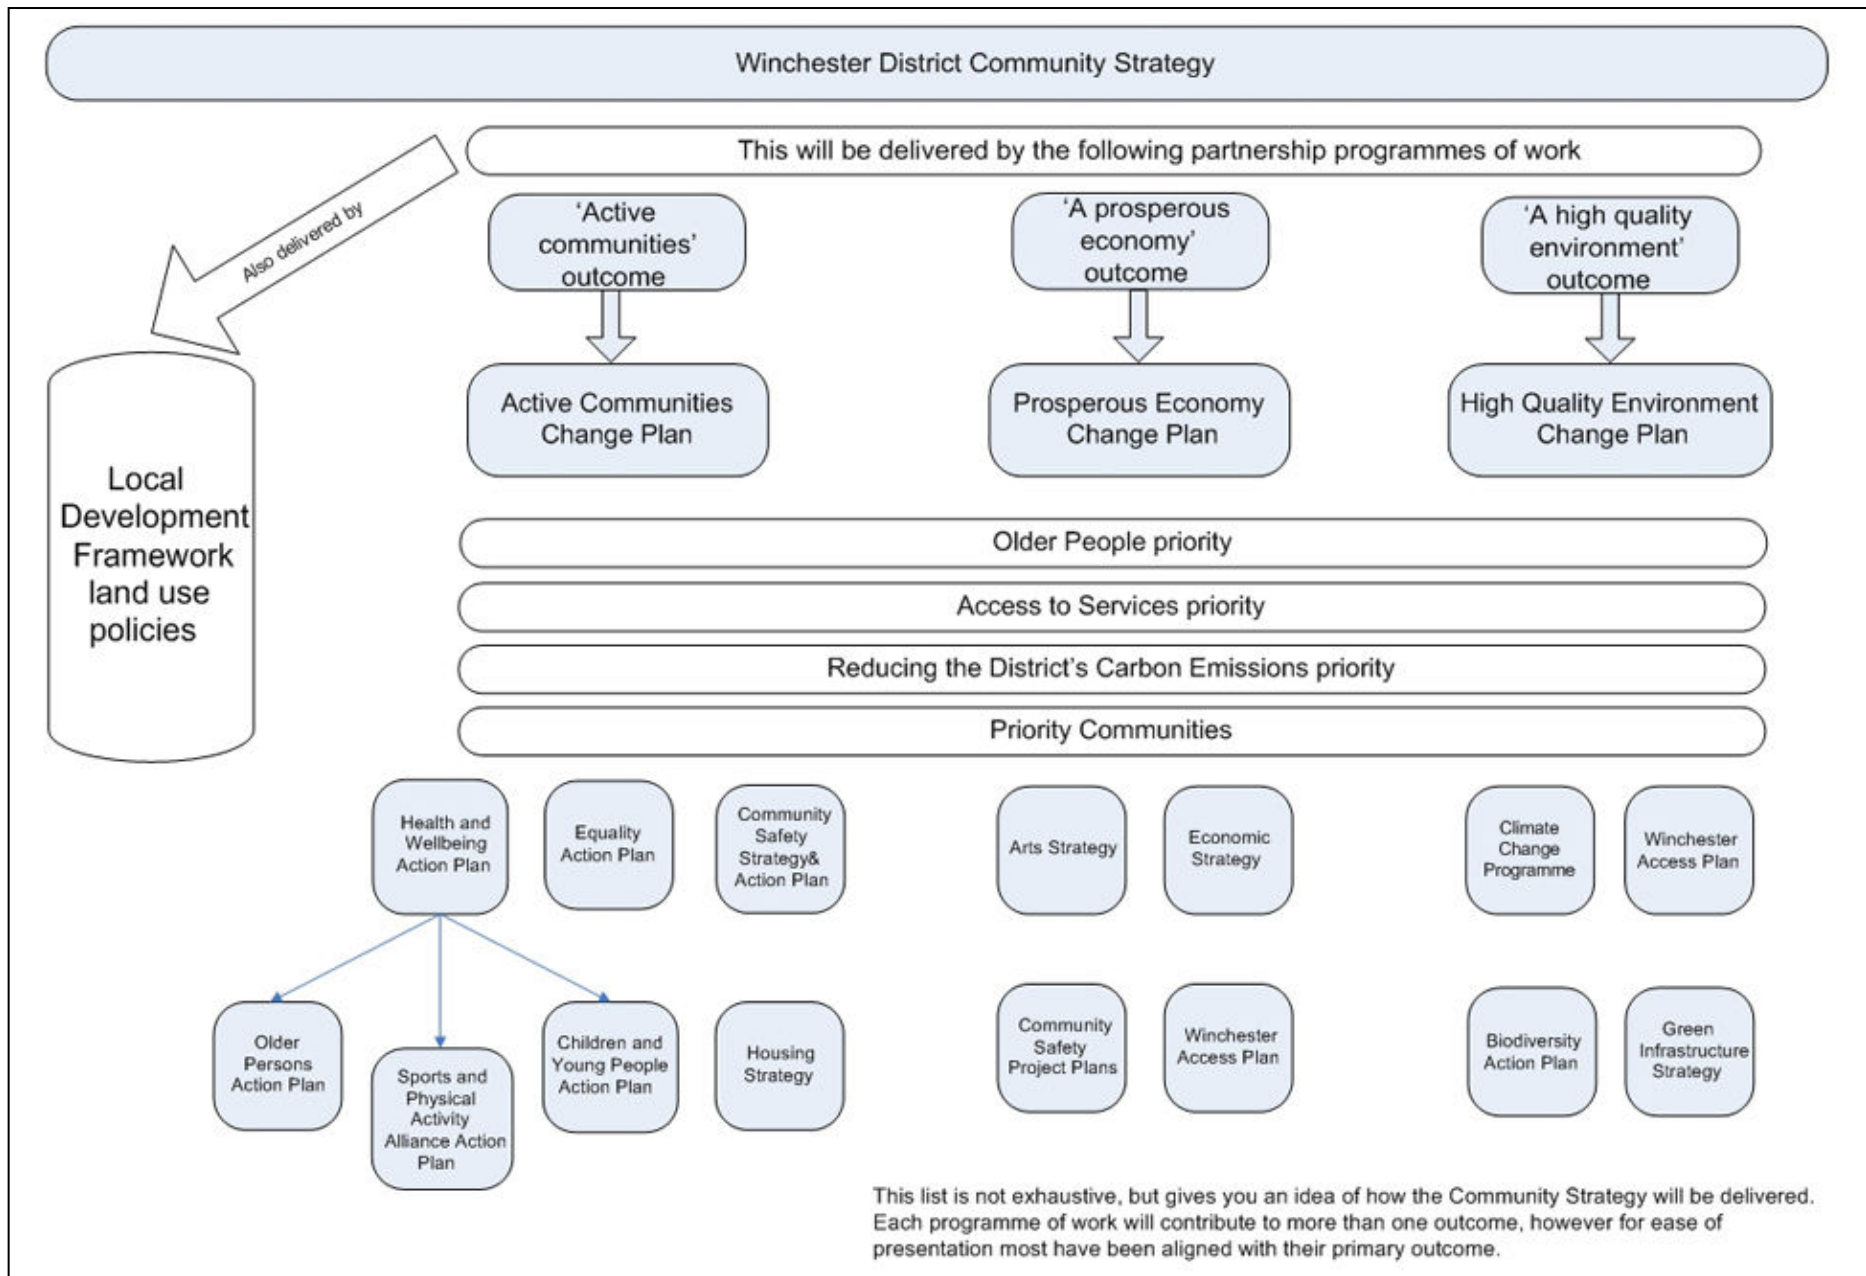 Winchester District Community Strategy
This will be delivered by the following partnership programmes of work
Also delivered by
‘Active
communities’
outcome
‘A prosperous
economy’
outcome
‘A high quality
environment’
outcome
Active Communities
Change Plan
Prosperous Economy
Change Plan
High Quality Environment
Change Plan
Local
Development
Framework
land use
policies
Older People priority
Access to Services priority
Reducing the District’s Carbon Emissions priority
Priority Communities
Health and
Wellbeing
Action Plan
Equality
Action Plan
Community
Safety
Strategy&
Action Plan
Arts Strategy
Economic
Strategy
Climate
Change
Programme
Winchester
Access Plan
Older
Persons
Action Plan
Sports and
Physical
Activity
Alliance Action
Plan
Children and
Young People
Action Plan
Housing
Strategy
Community
Safety
Project Plans
Winchester
Access Plan
Biodiversity
Action Plan
Green
Infrastructure
Strategy
This list is not exhaustive, but gives you an idea of how the Community Strategy will be delivered.
Each programme of work will contribute to more than one outcome, however for ease of
presentation most have been aligned with their primary outcome.